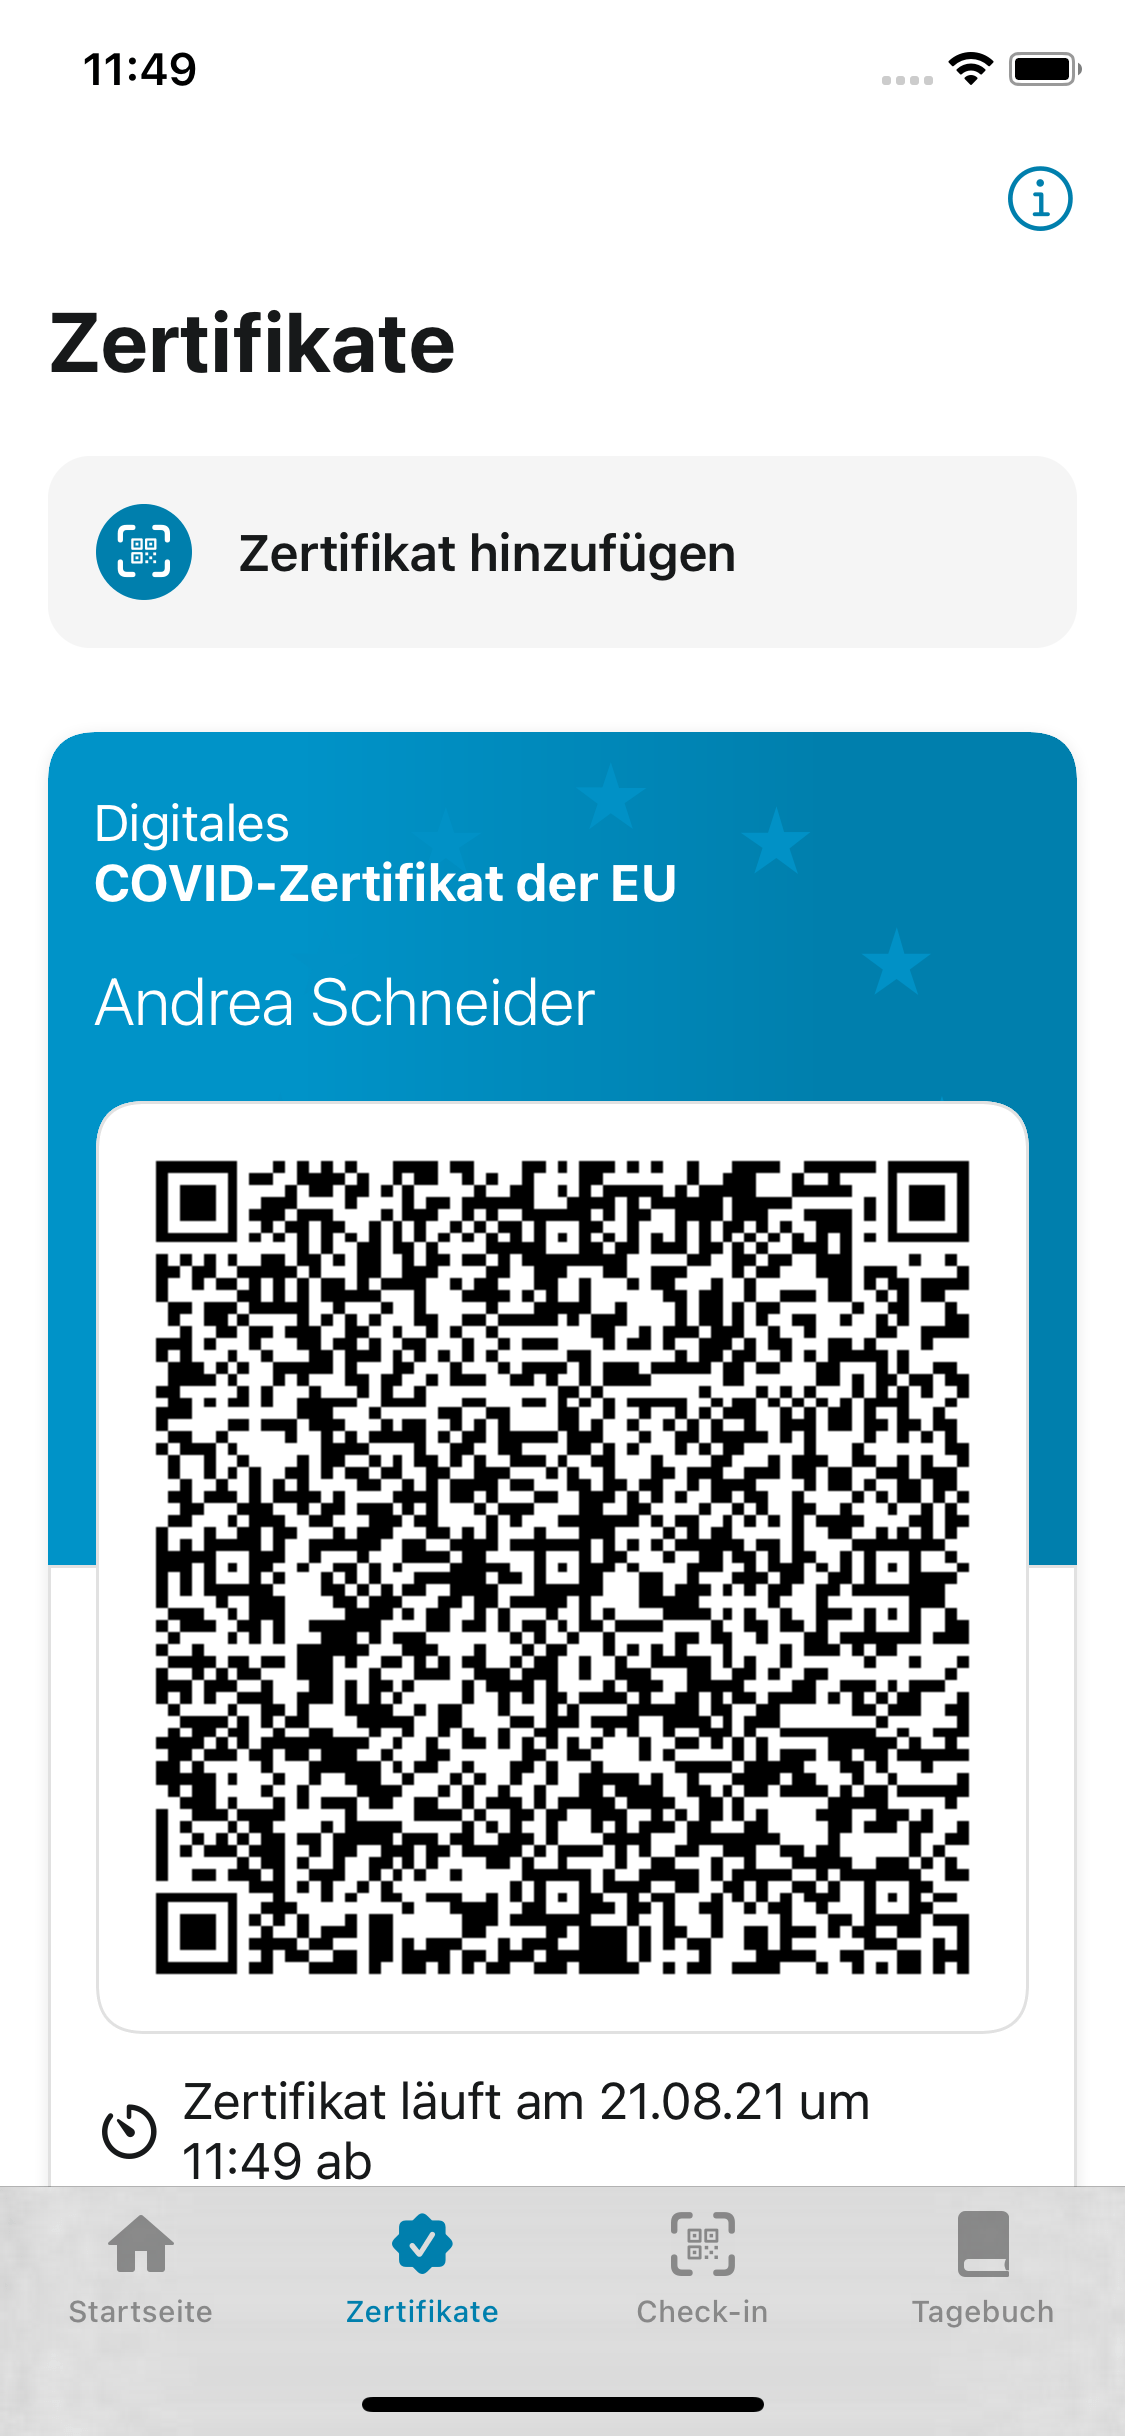 11:49
Zertifikate
Zertifikat hinzufügen
Digitales
COVID-Zertifikat der EU
Andrea Schneider
Zertifikat läuft am 21.08.21 um
11:49 ab
Startseite
Zertifikate
Check-in
Tagebuch